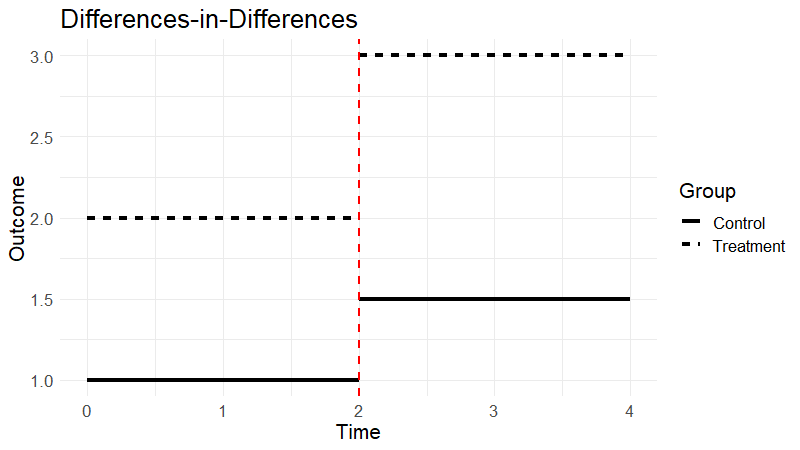 Differences-in-Differences
3.0
2.5
2.0
1.5
1.0
Outcome
0 1 2 3 4
Time
Group
Control
Treatment